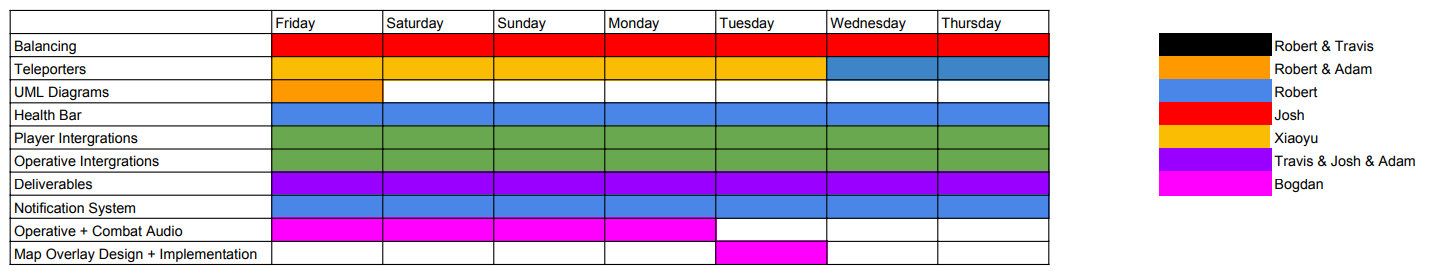 Friday Saturday Sunday Monday Tuesday Wednesday Thursday
Balancing
Teleporters
UML Diagrams
Health Bar
Player Intergrations
Operative Intergrations
Deliverables
Notification System
Operative + Combat Audio
Map Overlay Design + Implementation
Robert & Travis
Robert & Adam
Robert
Josh
Xiaoyu
Travis & Josh & Adam
Bogdan